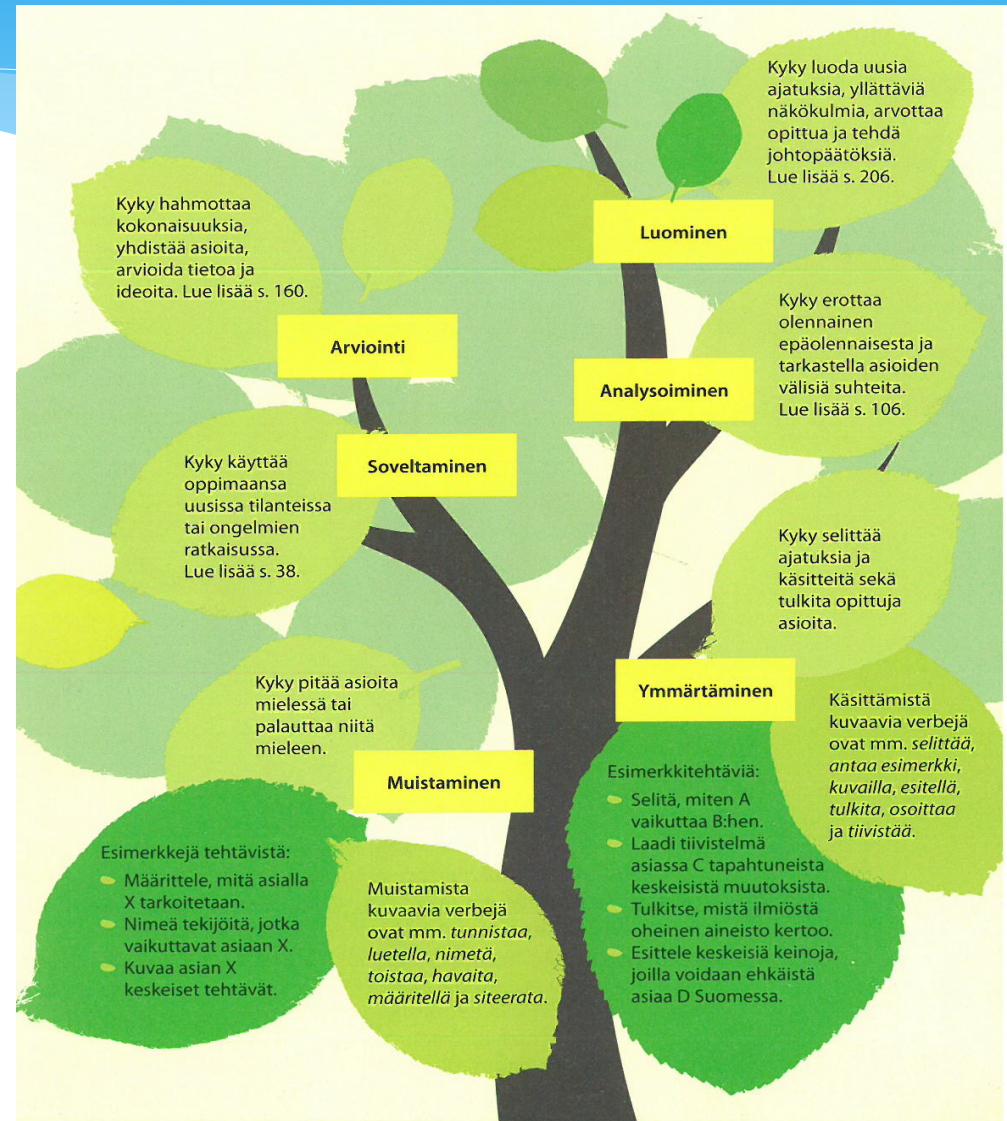 Kyky luoda uusia
ajatuksia, yllättäviä
näkökulmia, arvottaa
opittua ja tehdä
johtopäätöksiä.
Lue lisää s. 206.
Kyky hahmottaa
kokonaisuuksia,
yhdistää asioita,
arvioida tietoa ja
ideoita. Lue lisää s. 160.
Luominen
Arviointi
Kyky erottaa
olennainen
epäolennaisesta ja
tarkastella asioiden
välisiä suhteita.
Lue lisää s. 106.
Analysoiminen
Soveltaminen
Kyky käyttää
oppimaansa
uusissa tilanteissa
tai ongelmien
ratkaisussa.
Lue lisää s. 38.
Kyky selittää
ajatuksia ja
käsitteitä sekä
tulkita opittuja
asioita.
Ymmärtäminen
Kyky pitää asioita
mielessä tai
palauttaa niitä
mieleen.
Muistaminen
Käsittämistä
kuvaavia verbejä
ovat mm. selittää,
antaa esimerkki,
kuvailla, esitellä,
tulkita, osoittaa
ja tiivistää.
Esimerkkitehtäviä:
Selitä, miten A
vaikuttaa B:hen.
Laadi tiivistelmä
asiassa C tapahtuneista
keskeisistä muutoksista.
Tulkitse, mistä ilmiöstä
oheinen aineisto kertoo.
Esittele keskeisiä keinoja,
joilla voidaan ehkäistä
asiaa D Suomessa.
Esimerkkejä tehtävistä:
Määrittele, mitä asialla
X tarkoitetaan.
Nimeä tekijöitä, jotka
vaikuttavat asiaan X.
Kuvaa asian X
keskeiset tehtävät.
Muistamista
kuvaavia verbejä
ovat mm. tunnistaa,
luetella, nimetä,
toistaa, havaita,
määritellä ja siteerata.